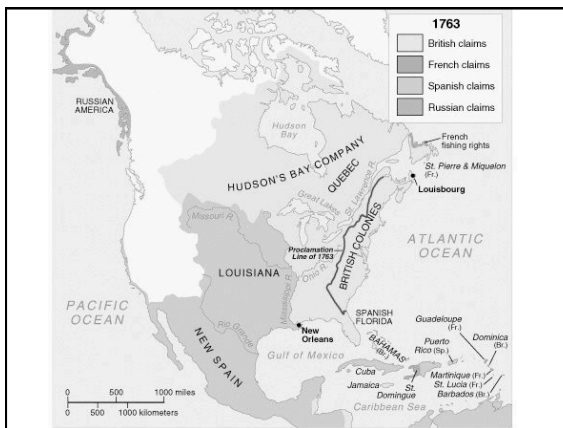 1763
British claims
French claims
Spanish claims
Russian claims
RUSSIAN
AMERICA
Hudson
Bay
French
fishing rights
St. Pierre & Miquelon
(Fr.)
Louisbourg
HUDSON'S BAY COMPANY
QUEBEC
St. Lawrence R.
Great Lakes
Missouri R.
Proclamation
Line of 1763
BRITISH COLONIES
ATLANTIC
OCEAN
LOUISIANA
Ohio R.
Mississippi R.
PACIFIC
OCEAN
NEW SPAIN
Rio Grande
New
Orleans
SPANISH
FLORIDA
Gulf of Mexico
BAHAMAS
(Br.)
Guadeloupe
(Fr.)
Dominica
(Br.)
Puerto
Rico (Sp.)
Cuba
Jamaica
St.
Domingue
Martinique (Fr.)
St. Lucia (Fr.)
Barbados (Br.)
Caribbean Sea
0 500 1000 miles
0 500 1000 kilometers